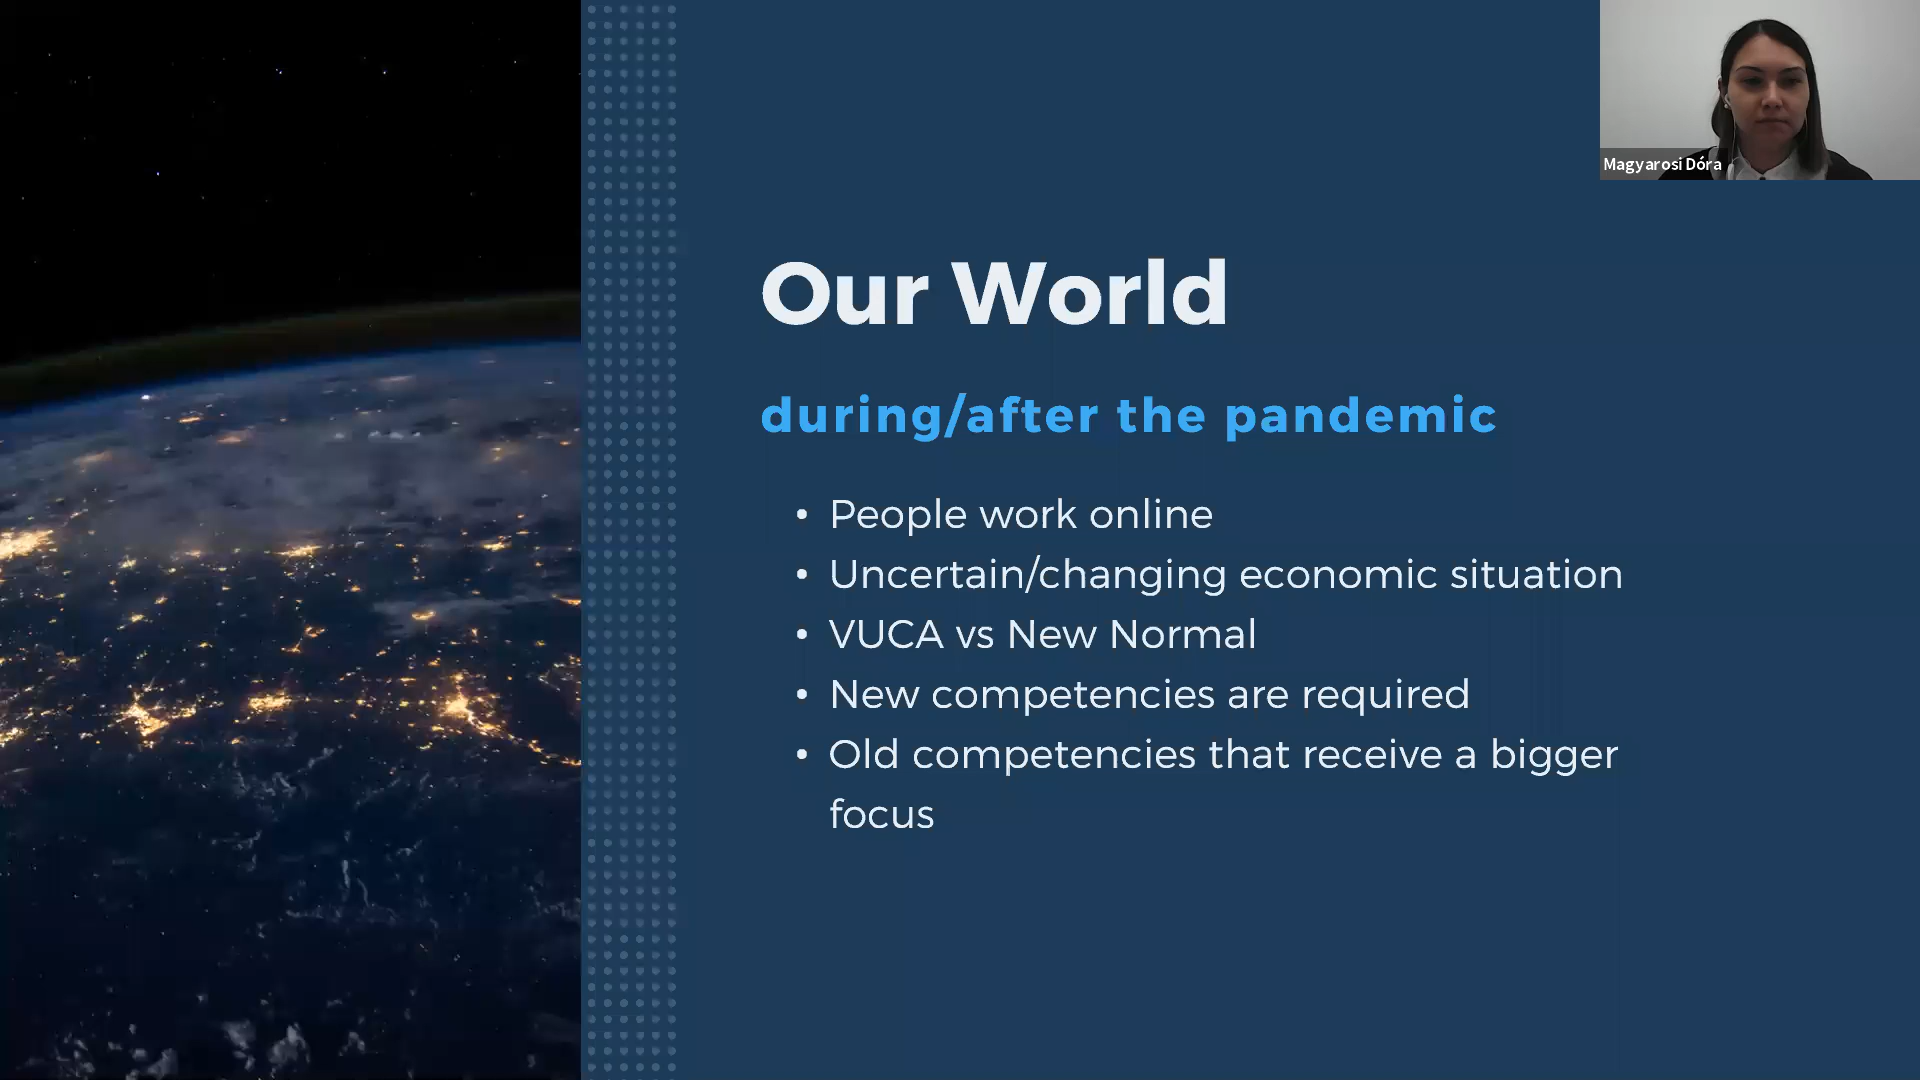 Magyarosi Dóra
Our World
during/after the pandemic
• People work online
• Uncertain/changing economic situation
• VUCA vs New Normal
• New competencies are required
• Old competencies that receive a bigger
focus